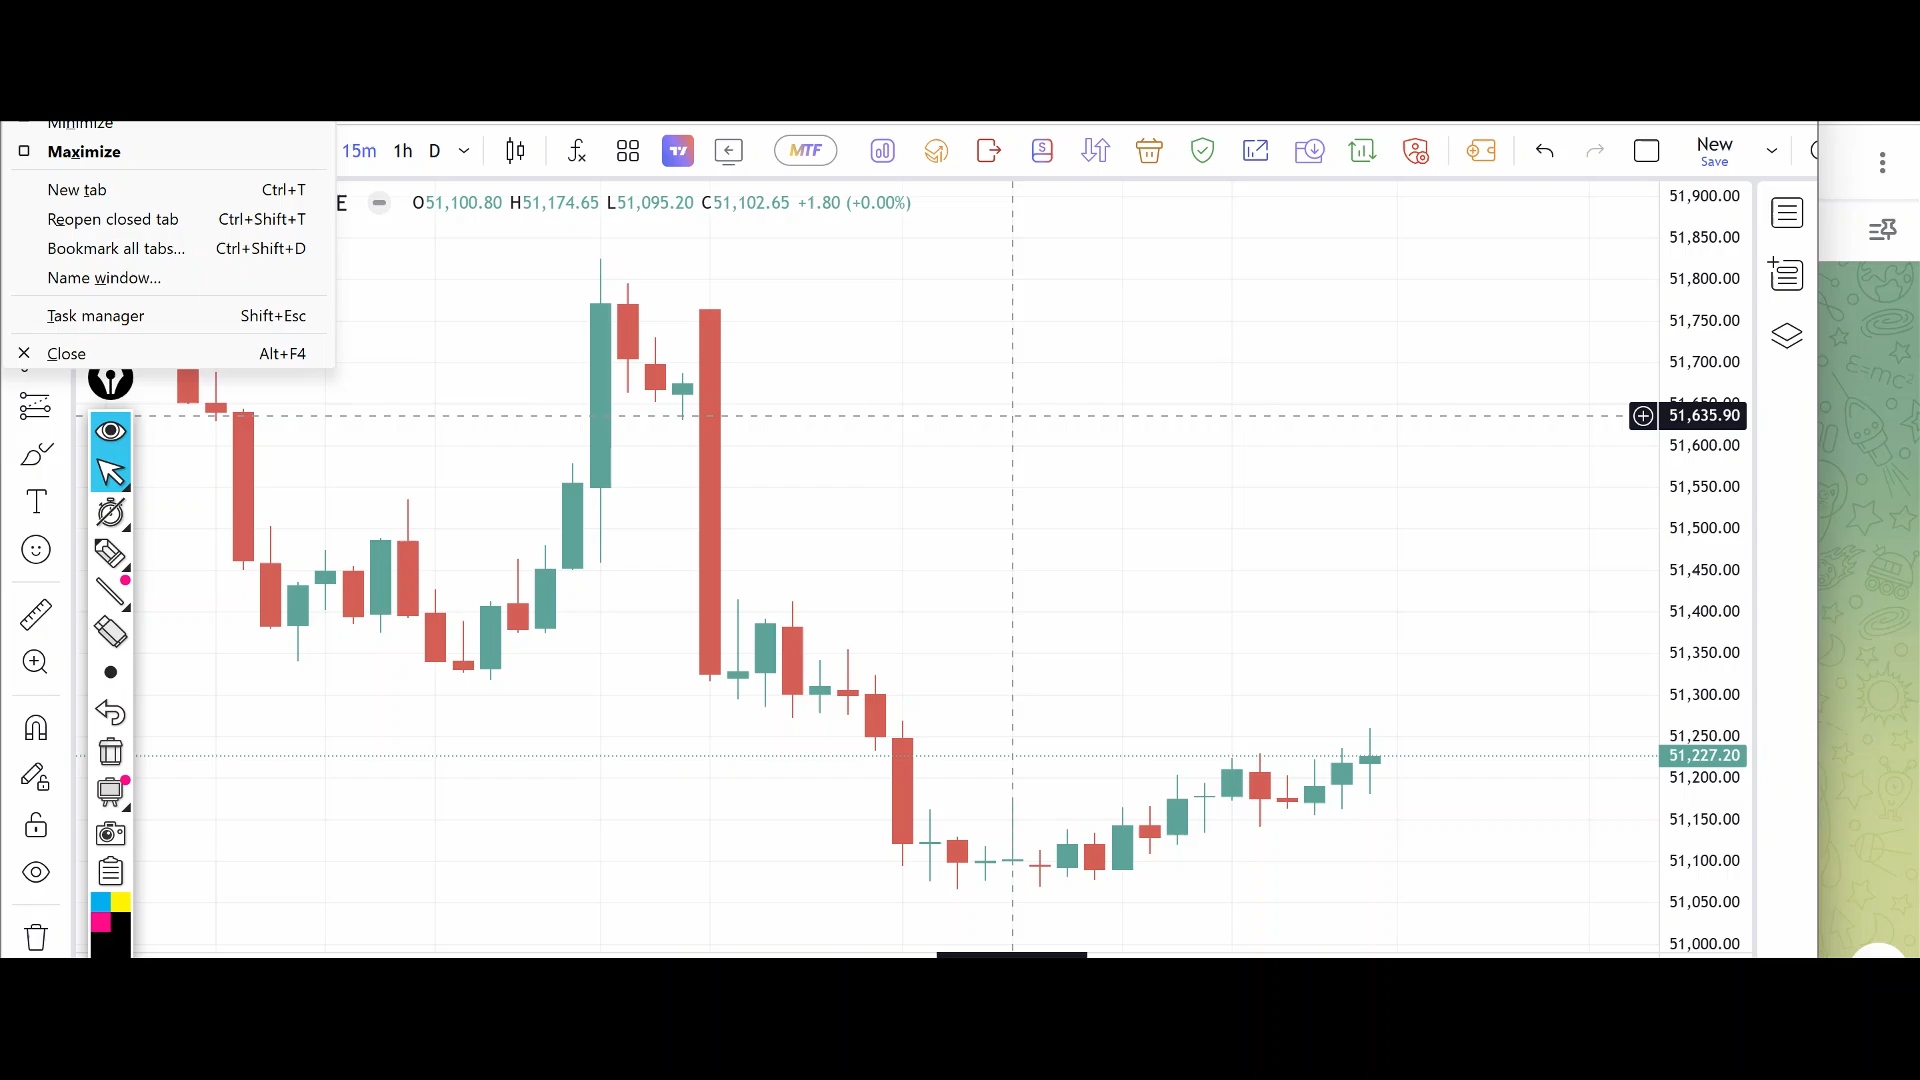 Minimize
Maximize
New tab Ctrl+T
Reopen closed tab Ctrl+Shift+T
Bookmark all tabs... Ctrl+Shift+D
Name window...
Task manager Shift+Esc
Close Alt+F4
15m 1h D
MTF
S
New
Save
E O51,100.80 H51,174.65 L51,095.20 C51,102.65 +1.80 (+0.00%)
51,900.00
51,850.00
51,800.00
51,750.00
51,700.00
51,650.00
51,635.90
51,600.00
51,550.00
51,500.00
51,450.00
51,400.00
51,350.00
51,300.00
51,250.00
51,227.20
51,200.00
51,150.00
51,100.00
51,050.00
51,000.00